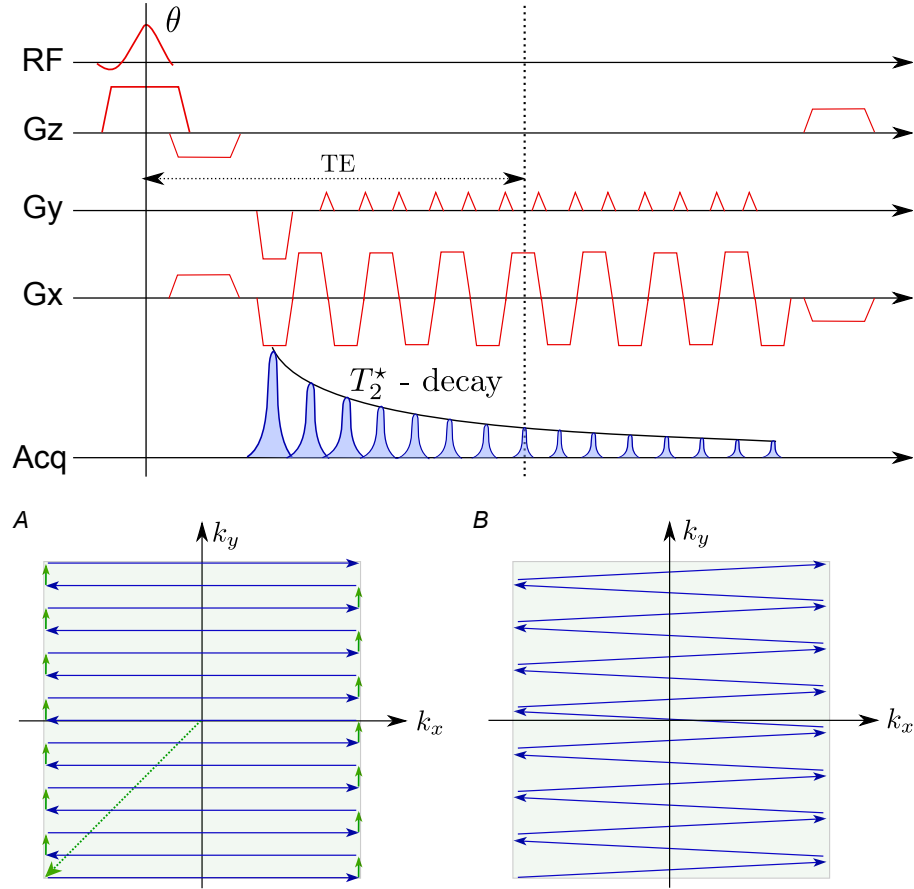 θ
RF
Gz
TE
Gy
Gx
T₂⋆ - decay
Acq
A
B
k_y
k_y
k_x
k_x